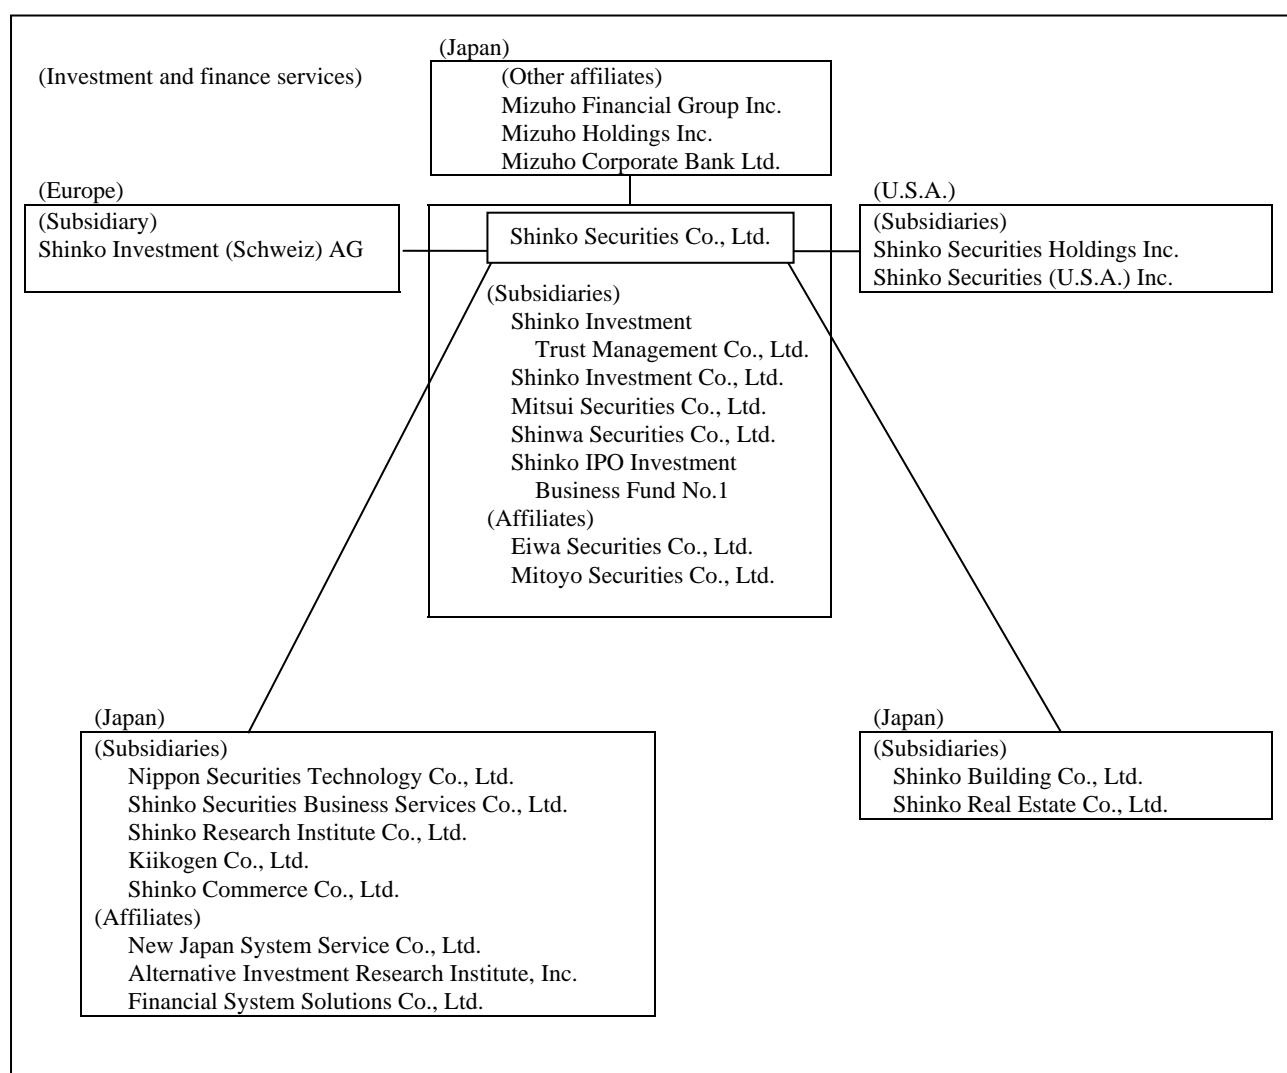 (Japan)
(Investment and finance services)
(Other affiliates)
Mizuho Financial Group Inc.
Mizuho Holdings Inc.
Mizuho Corporate Bank Ltd.
(Europe)
(Subsidiary)
Shinko Investment (Schweiz) AG
Shinko Securities Co., Ltd.
(Subsidiaries)
Shinko Investment
Trust Management Co., Ltd.
Shinko Investment Co., Ltd.
Mitsui Securities Co., Ltd.
Shinwa Securities Co., Ltd.
Shinko IPO Investment
Business Fund No.1
(Affiliates)
Eiwa Securities Co., Ltd.
Mitoyo Securities Co., Ltd.
(U.S.A.)
(Subsidiaries)
Shinko Securities Holdings Inc.
Shinko Securities (U.S.A.) Inc.
(Japan)
(Subsidiaries)
Nippon Securities Technology Co., Ltd.
Shinko Securities Business Services Co., Ltd.
Shinko Research Institute Co., Ltd.
Kiikogen Co., Ltd.
Shinko Commerce Co., Ltd.
(Affiliates)
New Japan System Service Co., Ltd.
Alternative Investment Research Institute, Inc.
Financial System Solutions Co., Ltd.
(Japan)
(Subsidiaries)
Shinko Building Co., Ltd.
Shinko Real Estate Co., Ltd.